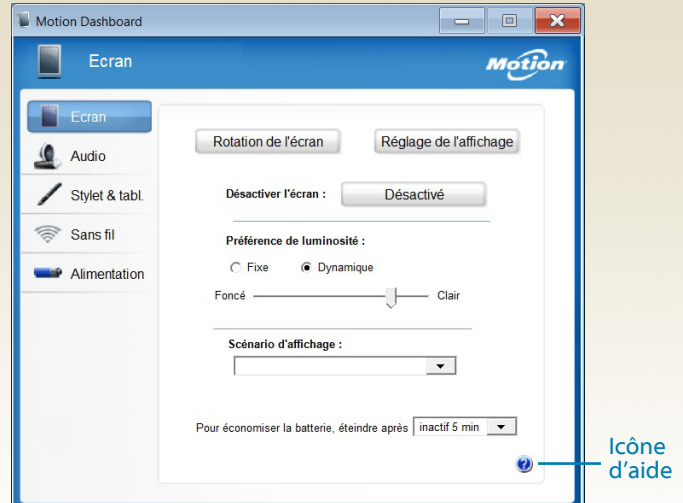 Motion Dashboard
Ecran
Motion
Ecran
Audio
Stylet & tabl.
Sans fil
Alimentation
Rotation de l'écran
Réglage de l'affichage
Désactiver l'écran :
Désactivé
Préférence de luminosité :
Fixe
Dynamique
Foncé
Clair
Scénario d'affichage :
Pour économiser la batterie, éteindre après
inactif 5 min
Icône
d'aide